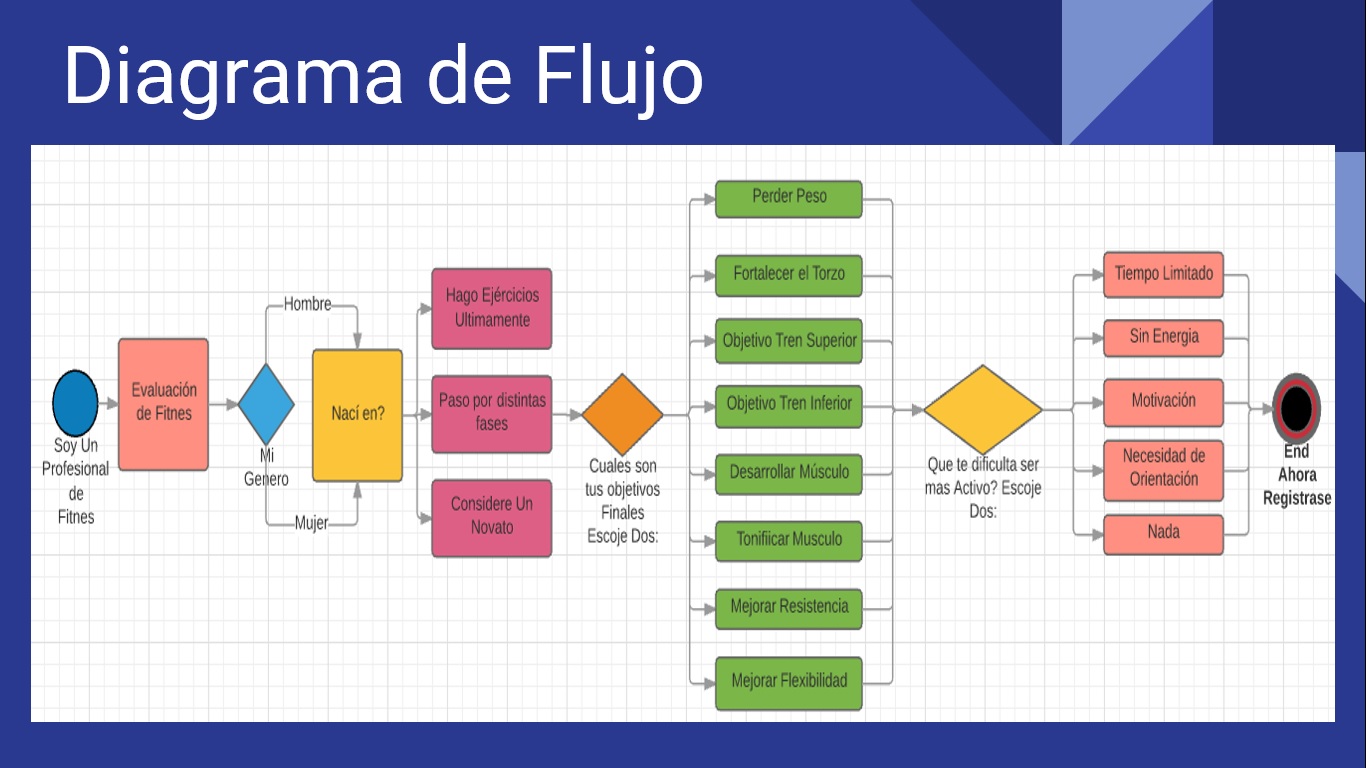 Diagrama de Flujo
Soy Un
Profesional
de
Fitnes
Evaluación
de Fitnes
Mi
Genero
Hombre
Mujer
Nací en?
Hago Ejércicios
Ultimamente
Paso por distintas
fases
Considere Un
Novato
Cuales son
tus objetivos
Finales
Escoje Dos:
Perder Peso
Fortalecer el Torzo
Objetivo Tren Superior
Objetivo Tren Inferior
Desarrollar Músculo
Tonifiicar Musculo
Mejorar Resistencia
Mejorar Flexibilidad
Que te dificulta ser
mas Activo? Escoje
Dos:
Tiempo Limitado
Sin Energia
Motivación
Necesidad de
Orientación
Nada
End
Ahora
Registrase